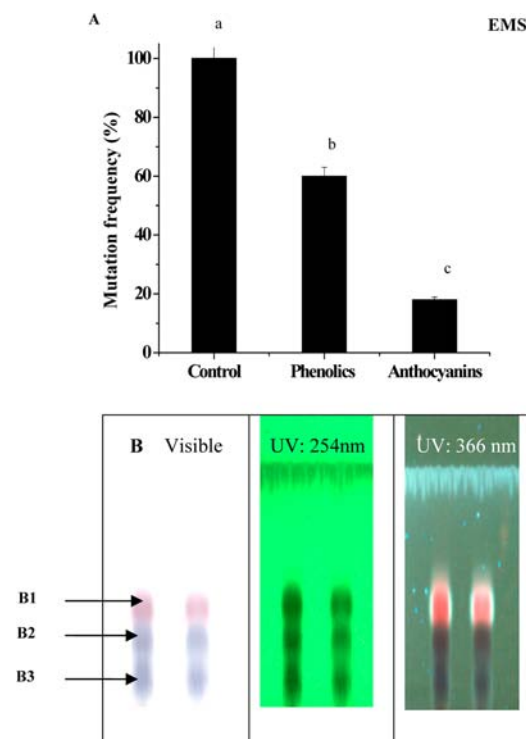 A
EMS
a
b
c
Mutation frequency (%)
100
80
60
40
20
0
Control Phenolics Anthocyanins
B Visible
UV: 254nm
UV: 366 nm
B1
B2
B3